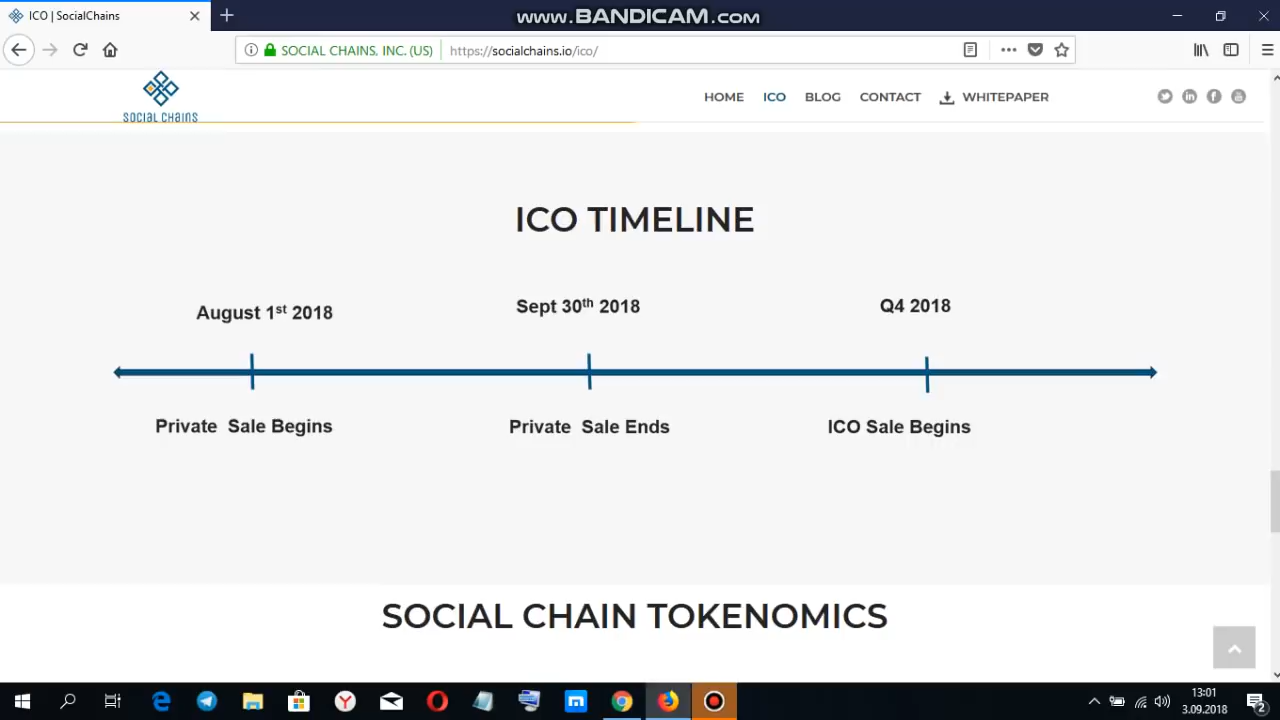 www.BANDICAM.com
ICO | SocialChains
SOCIAL CHAINS, INC. (US) https://socialchains.io/ico/
SOCIAL CHAINS
HOME ICO BLOG CONTACT WHITEPAPER
ICO TIMELINE
August 1st 2018 Sept 30th 2018 Q4 2018
Private Sale Begins Private Sale Ends ICO Sale Begins
SOCIAL CHAIN TOKENOMICS
13:01
3.09.2018
2